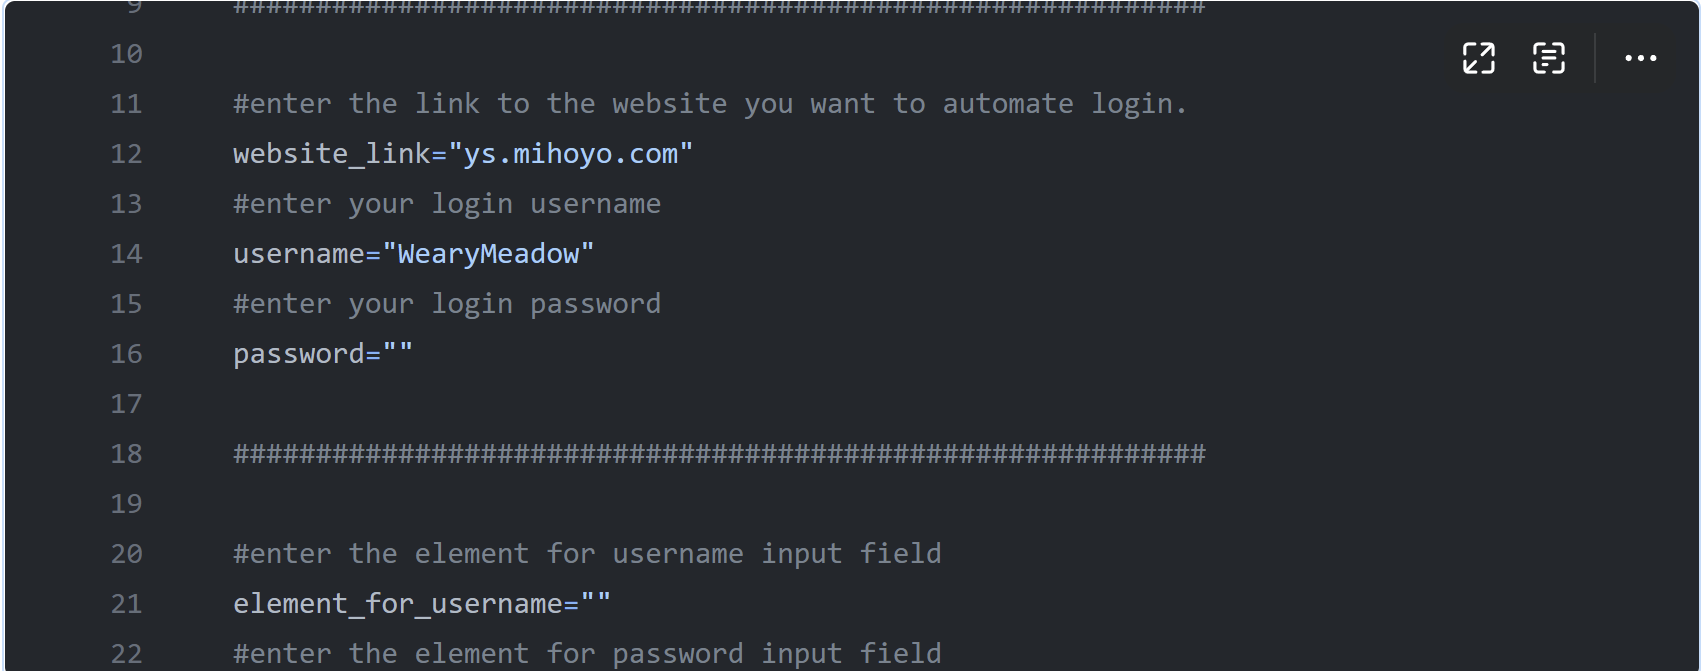 9 ###########################################################
10
11 #enter the link to the website you want to automate login.
12 website_link="ys.mihoyo.com"
13 #enter your login username
14 username="WearyMeadow"
15 #enter your login password
16 password=""
17
18 ###########################################################
19
20 #enter the element for username input field
21 element_for_username=""
22 #enter the element for password input field